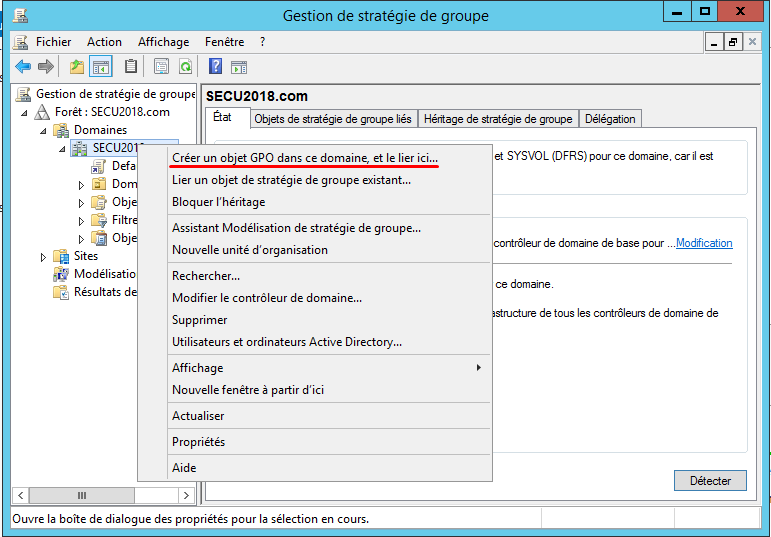 Gestion de stratégie de groupe
Fichier Action Affichage Fenêtre ?
Gestion de stratégie de groupe
Forêt : SECU2018.com
Domaines
SECU2018
Defa
Dom
Obje
Filtre
Obje
Sites
Modélisatio
Résultats de
SECU2018.com
État
Objets de stratégie de groupe liés
Héritage de stratégie de groupe
Délégation
et SYSVOL (DFRS) pour ce domaine, car il est
contrôleur de domaine de base pour ... Modification
ce domaine.
astructure de tous les contrôleurs de domaine de
Détecter
Créer un objet GPO dans ce domaine, et le lier ici...
Lier un objet de stratégie de groupe existant...
Bloquer l'héritage
Assistant Modélisation de stratégie de groupe...
Nouvelle unité d'organisation
Rechercher...
Modifier le contrôleur de domaine...
Supprimer
Utilisateurs et ordinateurs Active Directory...
Affichage
Nouvelle fenêtre à partir d'ici
Actualiser
Propriétés
Aide
Ouvre la boîte de dialogue des propriétés pour la sélection en cours.